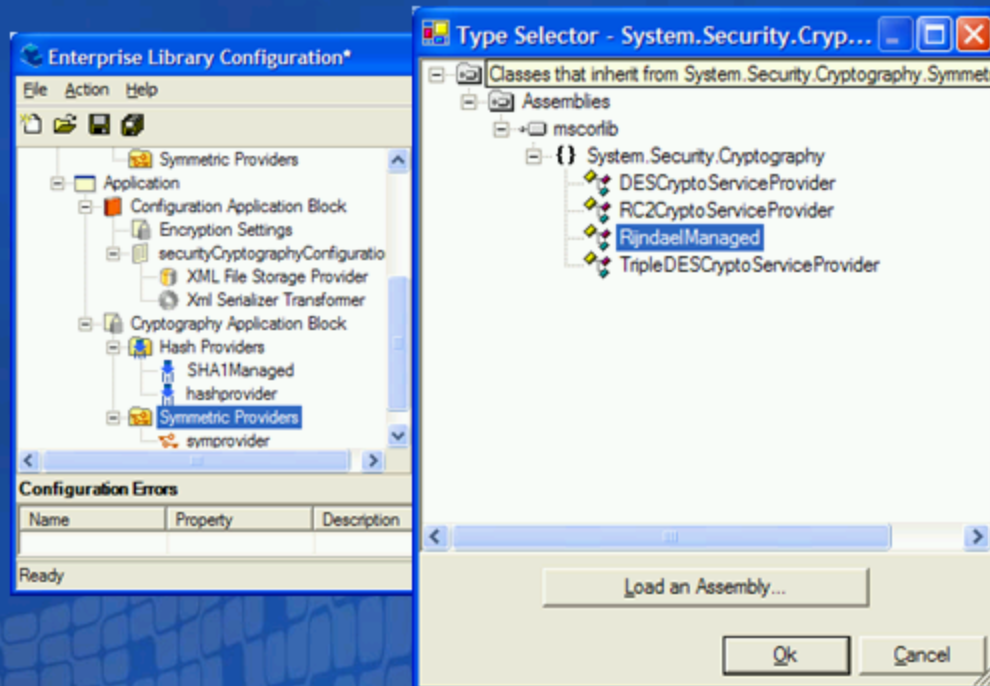 Enterprise Library Configuration*
File Action Help
Symmetric Providers
Application
Configuration Application Block
Encryption Settings
securityCryptographyConfiguratio
XML File Storage Provider
Xml Serializer Transformer
Cryptography Application Block
Hash Providers
SHA1Managed
hashprovider
Symmetric Providers
symprovider
Configuration Errors
Name Property Description
Ready
Type Selector - System.Security.Cryp...
Classes that inherit from System.Security.Cryptography.Symmet
Assemblies
mscorlib
{} System.Security.Cryptography
DESCryptoServiceProvider
RC2CryptoServiceProvider
RijndaelManaged
TripleDESCryptoServiceProvider
Load an Assembly...
Ok Cancel